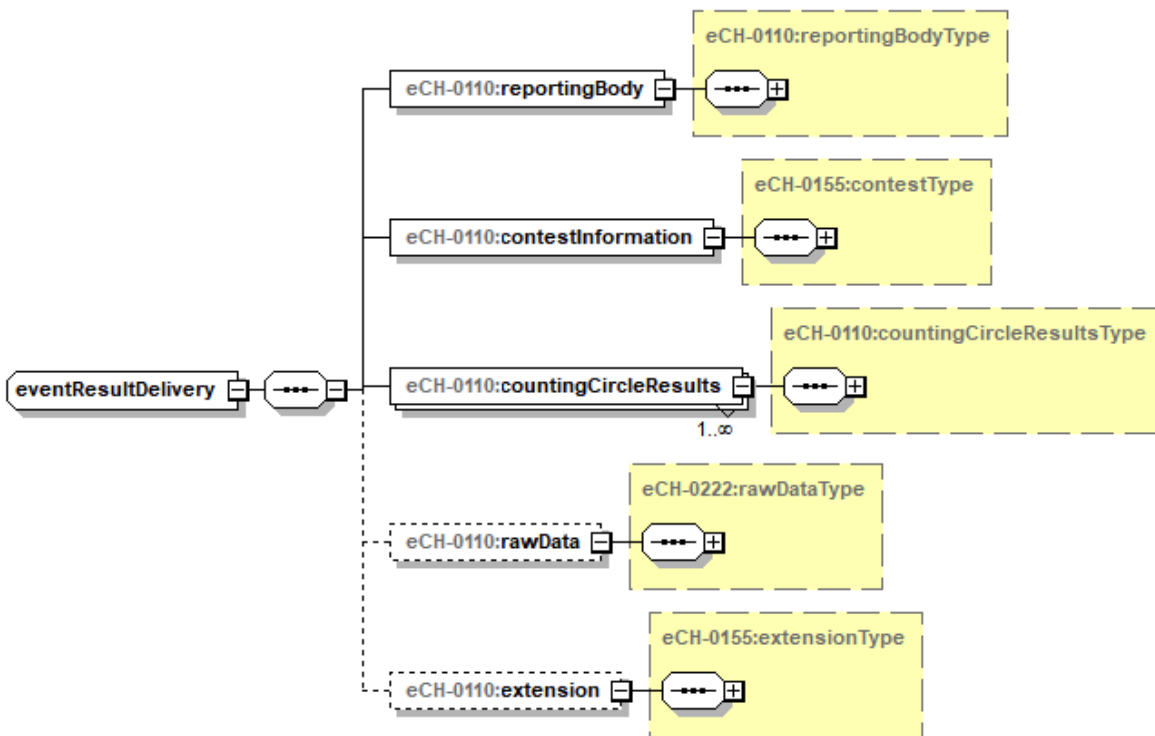 eCH-0110:reportingBodyType
eCH-0110:reportingBody
eCH-0155:contestType
eCH-0110:contestInformation
eCH-0110:countingCircleResultsType
eventResultDelivery
eCH-0110:countingCircleResults
1..∞
eCH-0222:rawDataType
eCH-0110:rawData
eCH-0155:extensionType
eCH-0110:extension